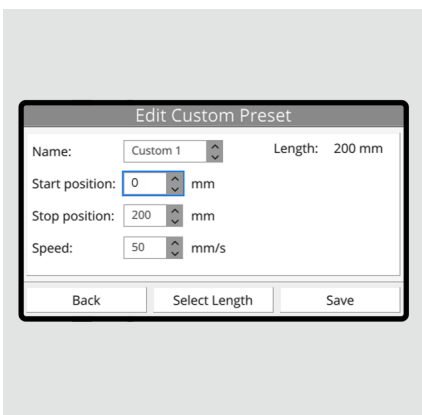 Edit Custom Preset
Name: Custom 1 Length: 200 mm
Start position: 0 mm
Stop position: 200 mm
Speed: 50 mm/s
Back Select Length Save